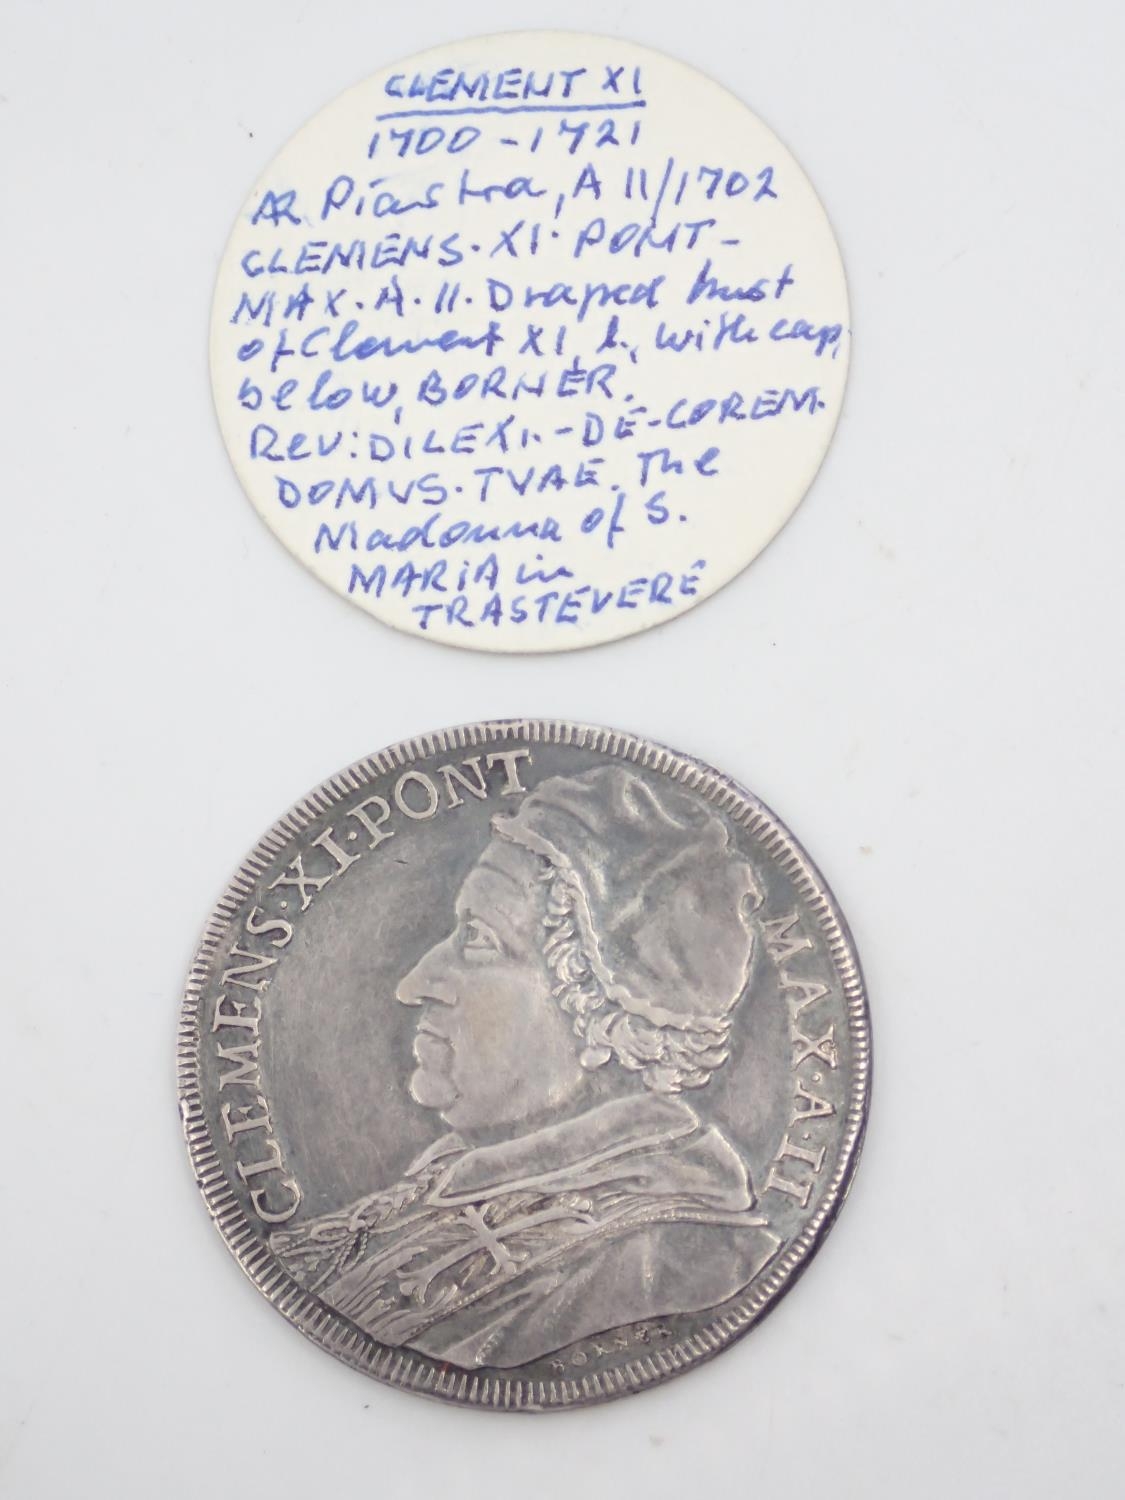 CLEMENT XI
1700-1721
AR Piastra, A II/1702
CLEMENS·XI·PONT-
MAX·A·II·Draped bust
of Clement XI, l., with cap,
below, BORNER.
Rev: DILEXI.-DE-COREM.
DOMVS·TVAE. The
Madonna of S.
MARIA in
TRASTEVERE
CLEMENS·XI·PONT
MAX·A·II
BORNER